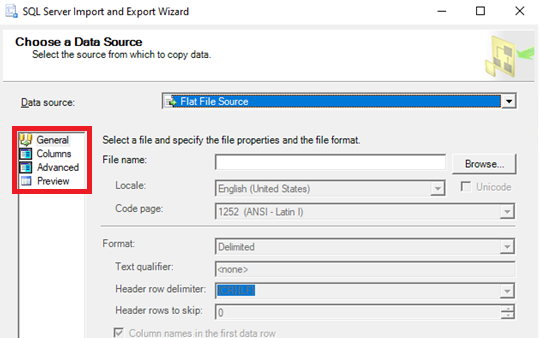 SQL Server Import and Export Wizard
Choose a Data Source
Select the source from which to copy data.
Data source: Flat File Source
General
Columns
Advanced
Preview
Select a file and specify the file properties and the file format.
File name: Browse...
Locale: English (United States) Unicode
Code page: 1252 (ANSI - Latin I)
Format: Delimited
Text qualifier: <none>
Header row delimiter: {CR}{LF}
Header rows to skip: 0
Column names in the first data row